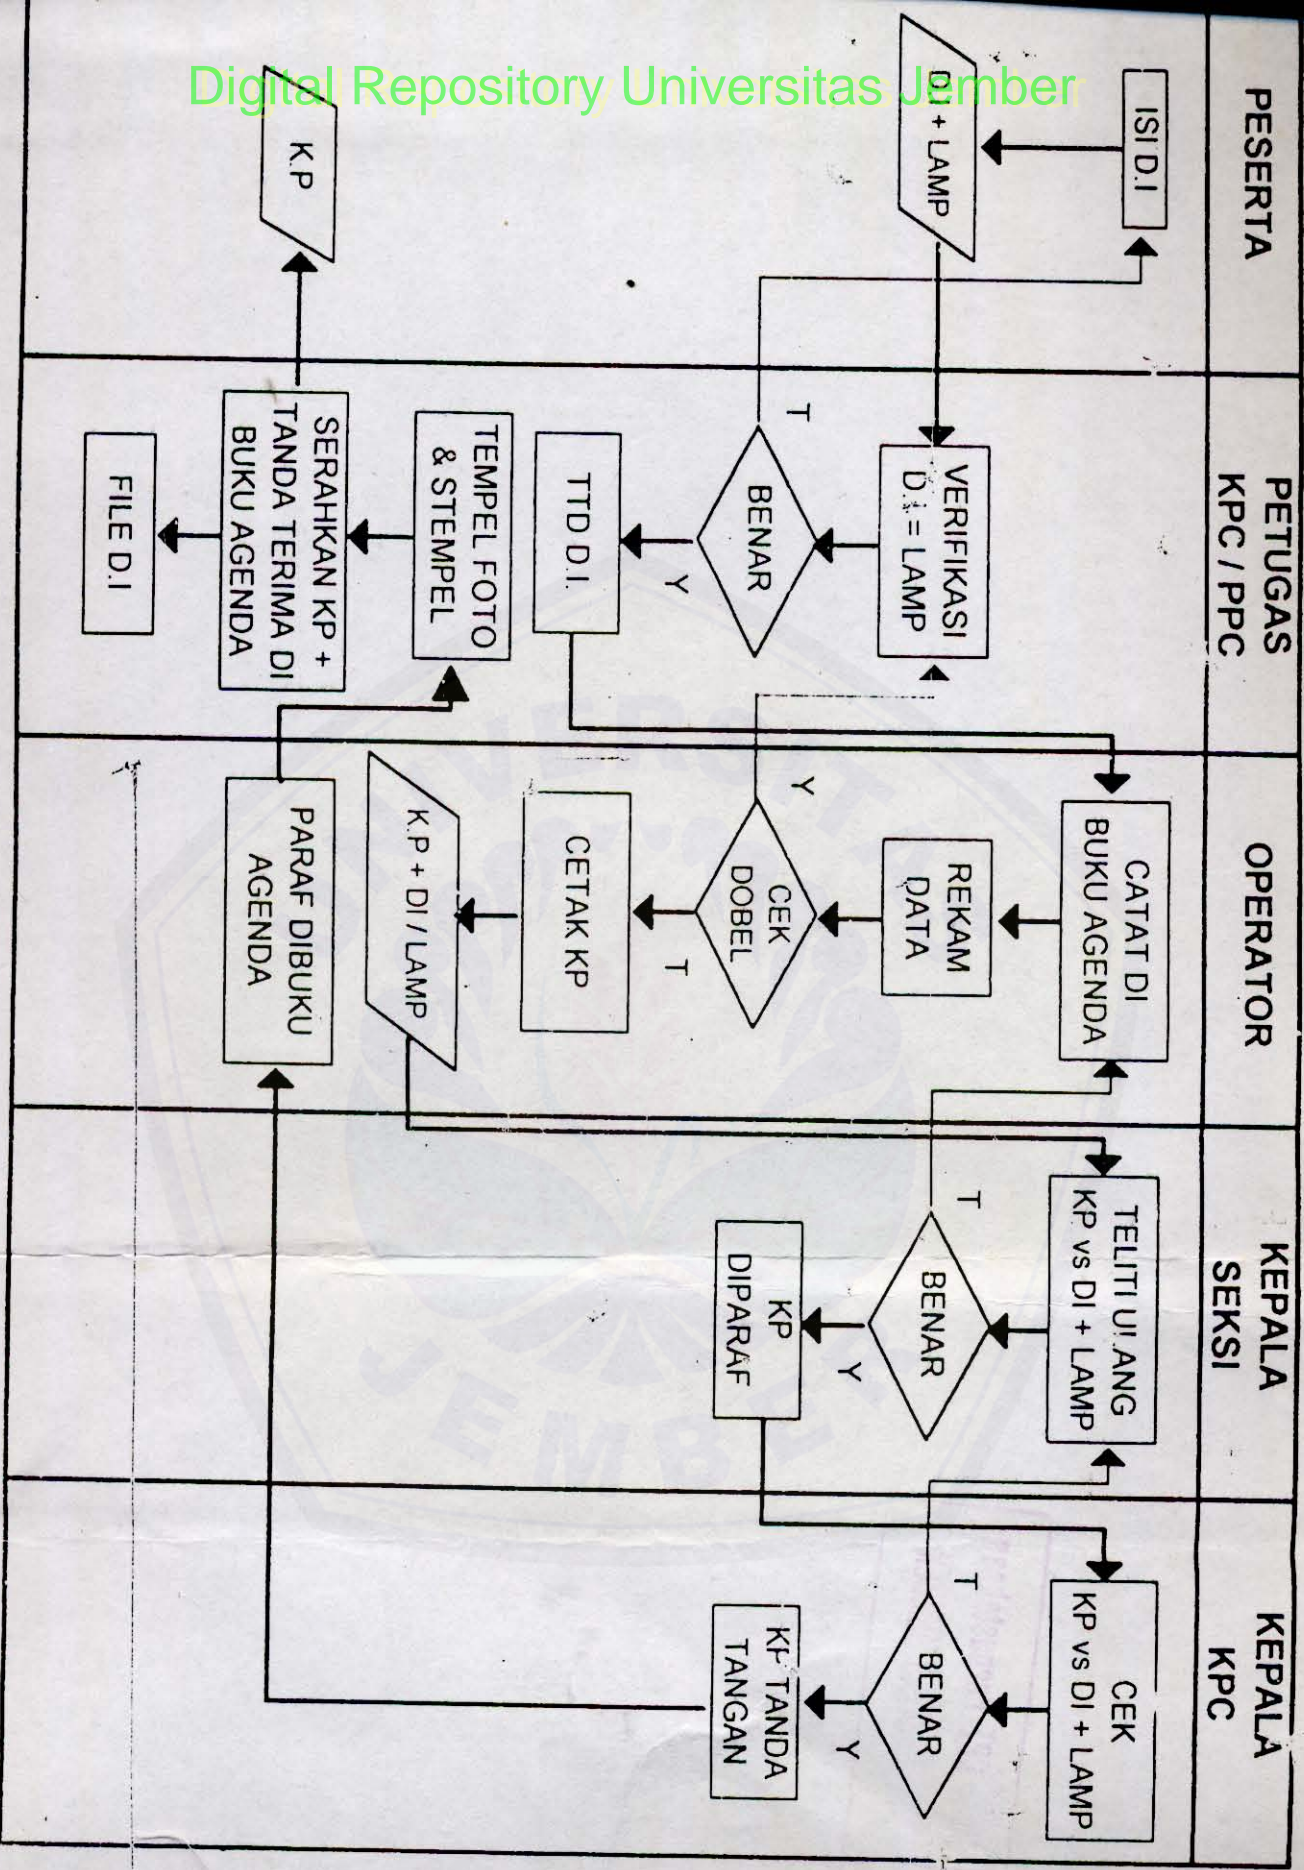 Digital Repository Universitas Jember
PESERTA
PETUGAS
KPC / PPC
OPERATOR
KEPALA
SEKSI
KEPALA
KPC
ISI D.I
DI + LAMP
K.P
VERIFIKASI
D.I = LAMP
BENAR
T
Y
TTD D.I.
TEMPEL FOTO
& STEMPEL
SERAHKAN KP +
TANDA TERIMA DI
BUKU AGENDA
FILE D.I
CATAT DI
BUKU AGENDA
REKAM
DATA
CEK
DOBEL
Y
T
CETAK KP
K.P + DI / LAMP
PARAF DIBUKU
AGENDA
TELITI ULANG
KP vs DI + LAMP
BENAR
T
Y
KP
DIPARAF
CEK
KP vs DI + LAMP
BENAR
T
Y
KP TANDA
TANGAN
JEMBER